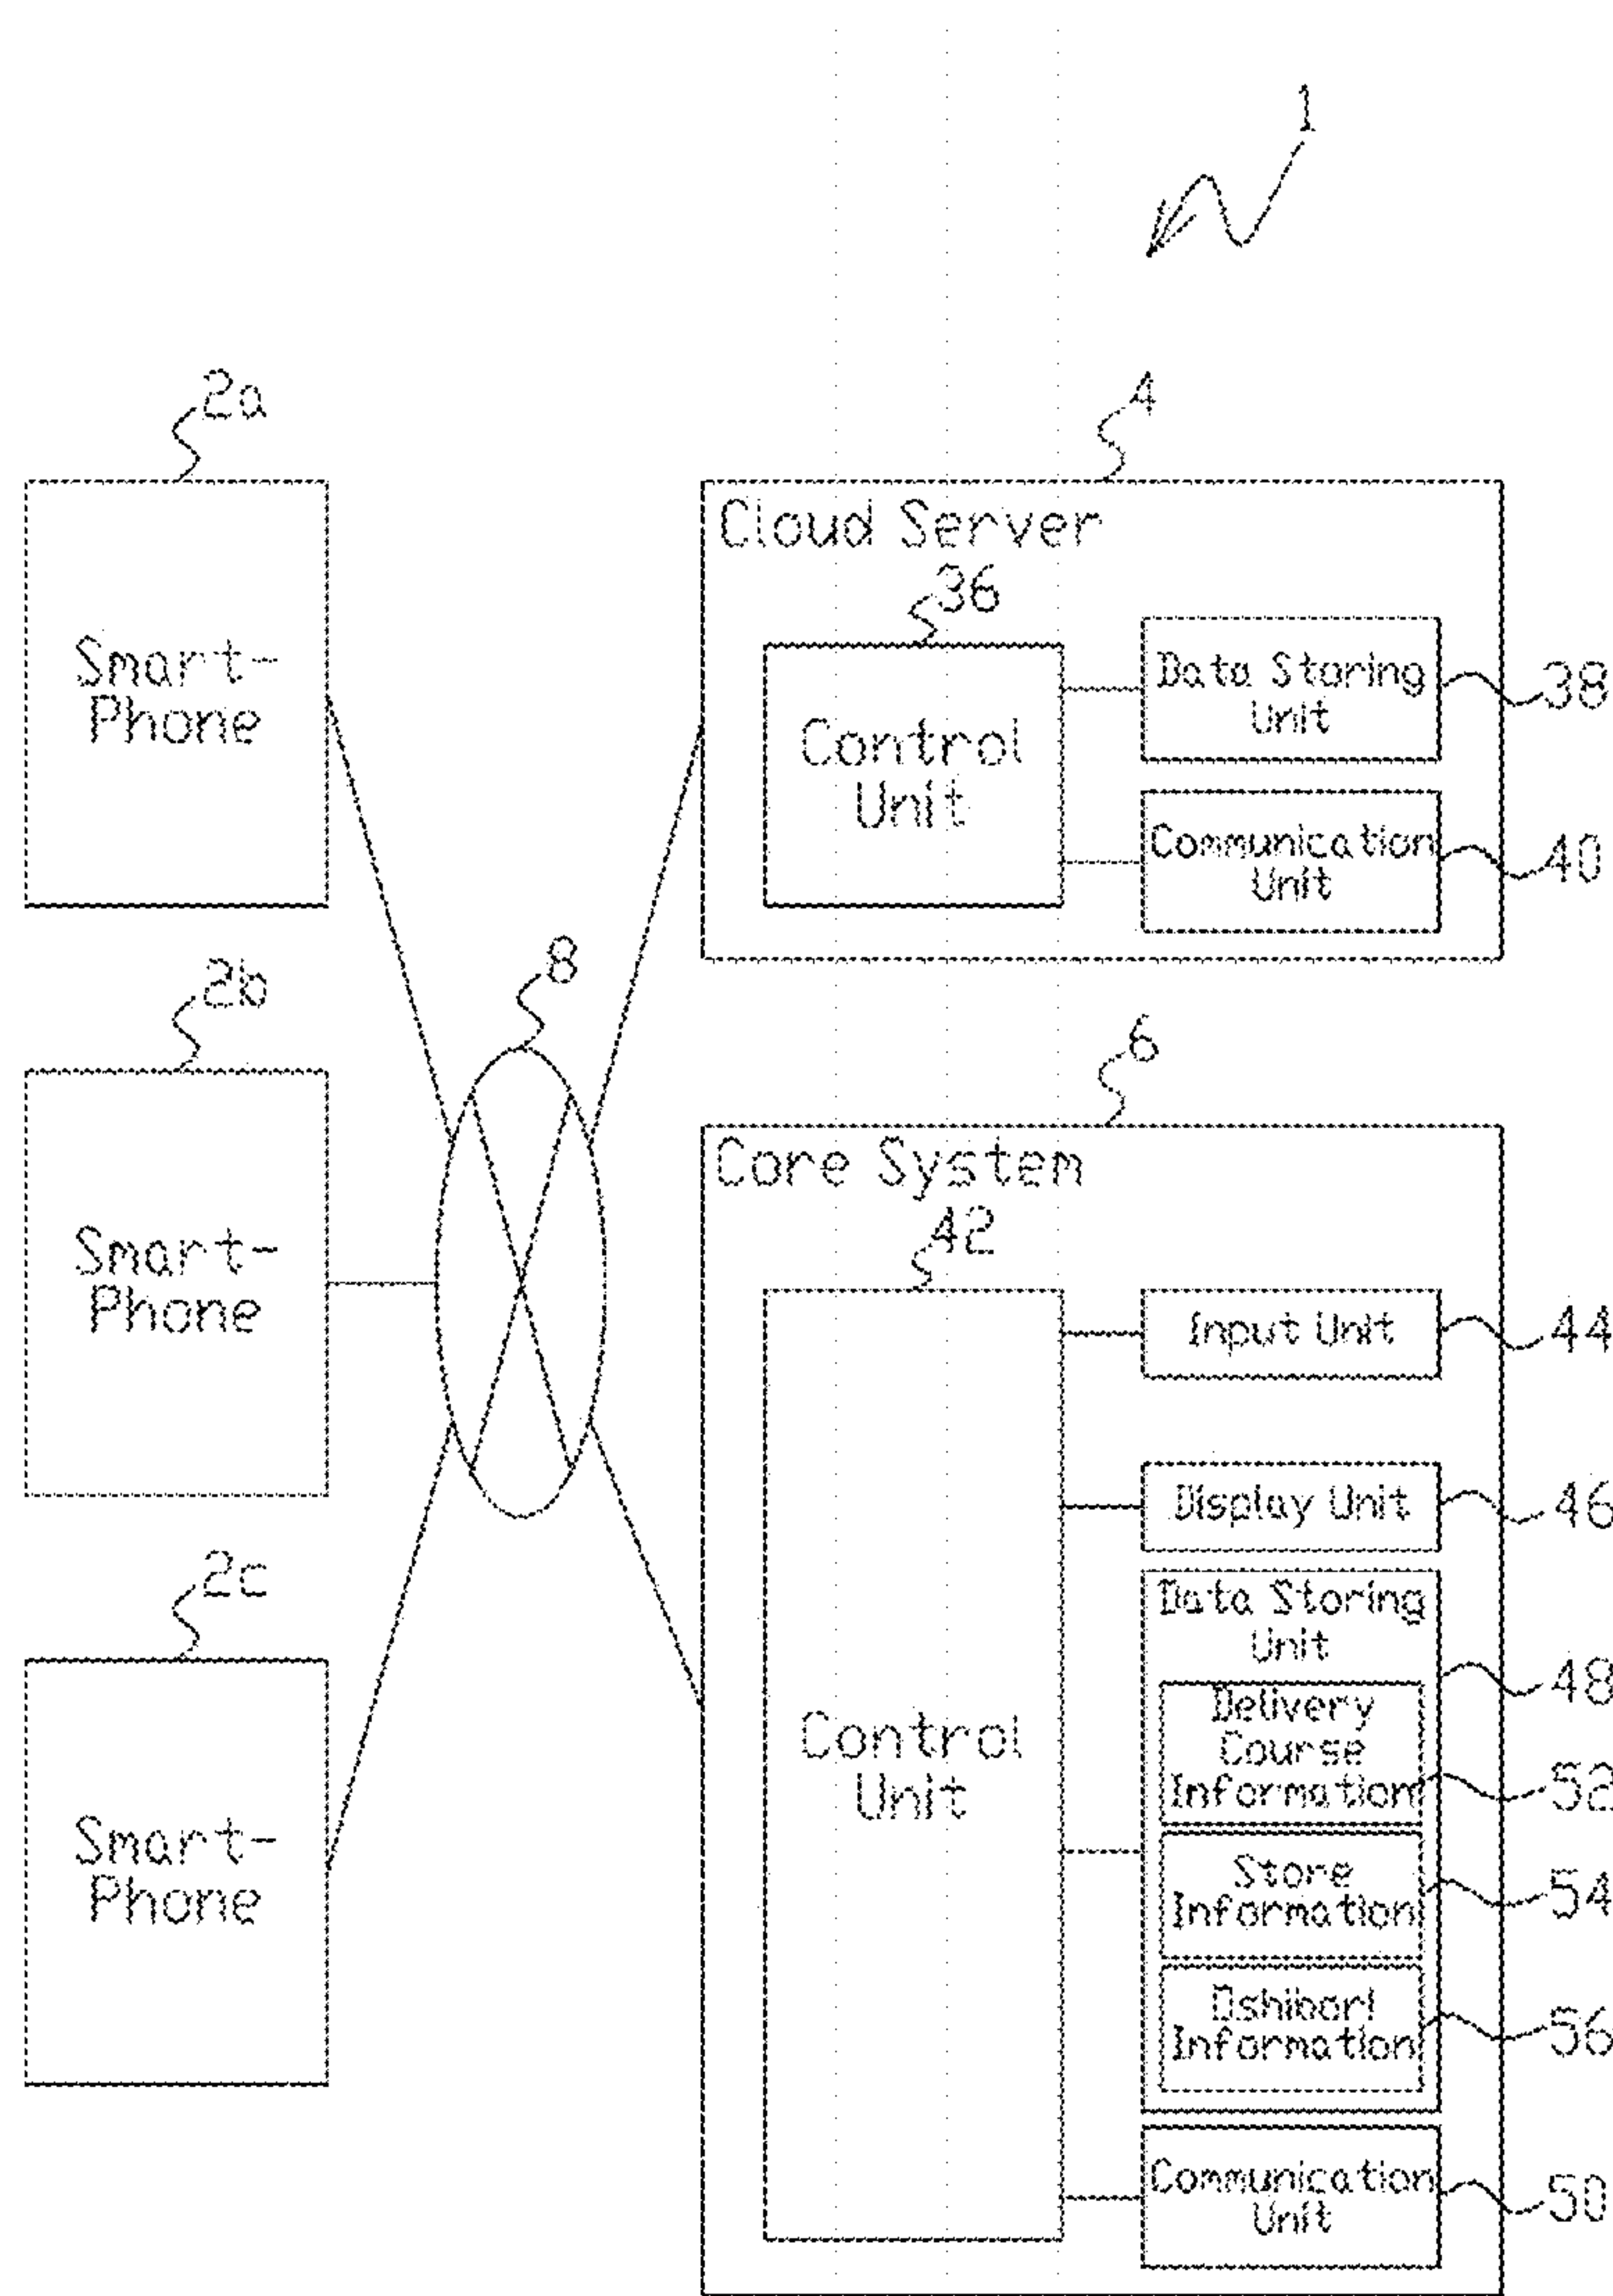 1
2a
Smart-
Phone
2b
Smart-
Phone
2c
Smart-
Phone
8
4
Cloud Server
36
Control
Unit
Data Storing
Unit
38
Communication
Unit
40
6
Core System
42
Control
Unit
Input Unit
44
Display Unit
46
Data Storing
Unit
48
Delivery
Course
Information
52
Store
Information
54
Oshibori
Information
56
Communication
Unit
50